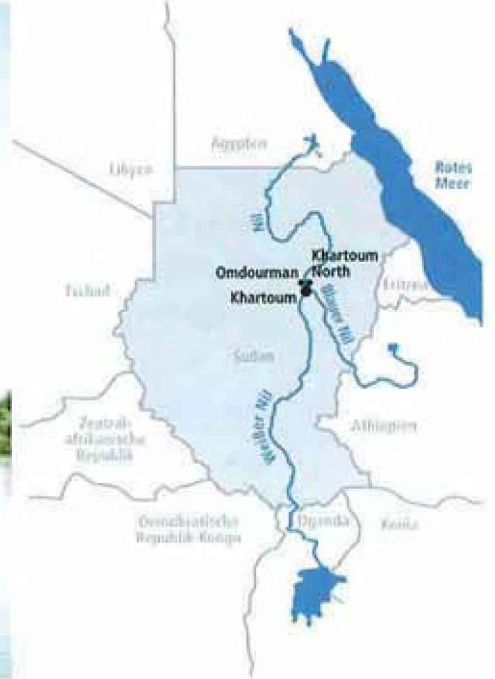 Ägypten
Libyen
Rotes
Meer
Nil
Khartoum
North
Omdourman
Khartoum
Blauer Nil
Tschad
Eritrea
Sudan
Weißer Nil
Äthiopien
Zentral-
afrikanische
Republik
Demokratische
Republik Kongo
Uganda
Kenia